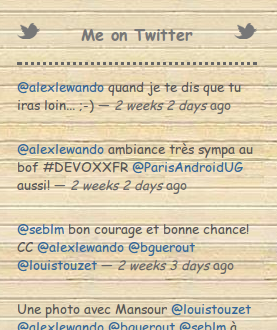 Me on Twitter
@alexlewando quand je te dis que tu
iras loin... ;-) — 2 weeks 2 days ago
@alexlewando ambiance très sympa au
bof #DEVOXXFR @ParisAndroidUG
aussi! — 2 weeks 2 days ago
@seblm bon courage et bonne chance!
CC @alexlewando @bguerout
@louistouzet — 2 weeks 3 days ago
Une photo avec Mansour @louistouzet
@alexlewando @bguerout @seblm à